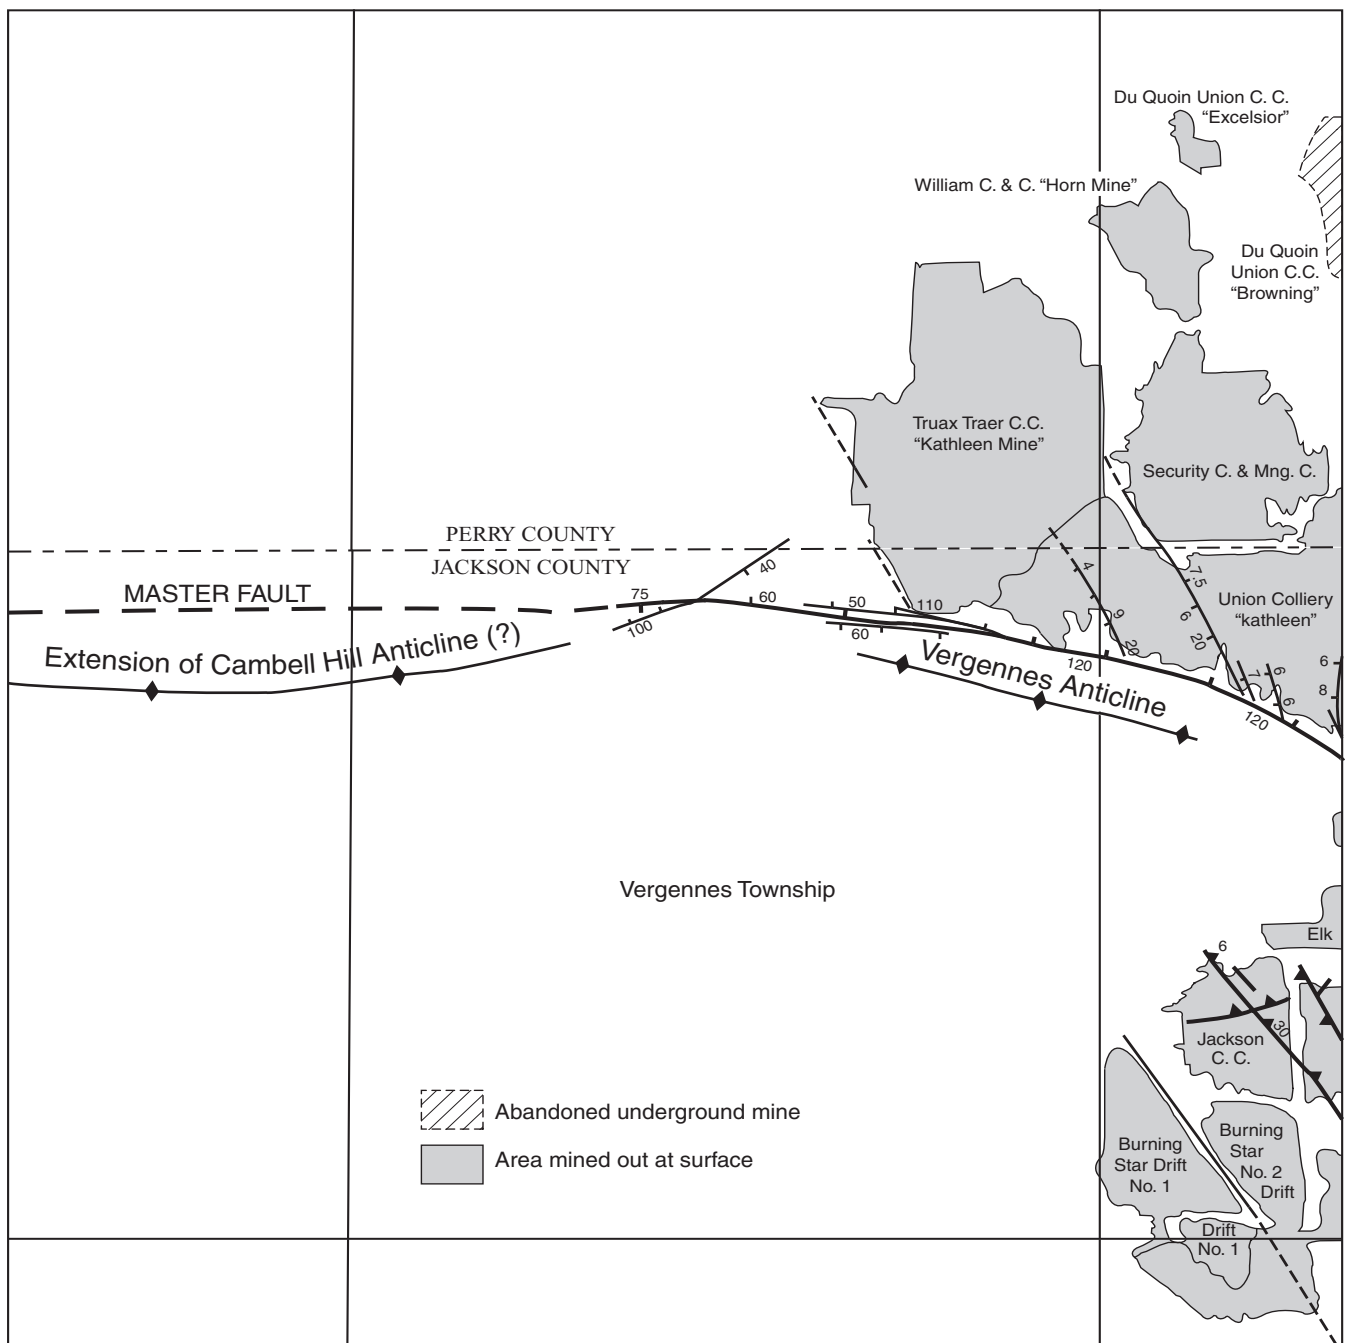 Du Quoin Union C. C.
“Excelsior”
William C. & C. “Horn Mine”
Du Quoin
Union C.C.
“Browning”
Truax Traer C.C.
“Kathleen Mine”
Security C. & Mng. C.
PERRY COUNTY
JACKSON COUNTY
40
4
7.5
MASTER FAULT
75
60
50
110
100
60
9
20
6
20
Union Colliery
“kathleen”
Extension of Cambell Hill Anticline (?)
Vergennes Anticline
120
7
6
6
6
8
120
Vergennes Township
Elk
6
30
Jackson
C. C.
Abandoned underground mine
Area mined out at surface
Burning
Star Drift
No. 1
Burning
Star
No. 2
Drift
Drift
No. 1